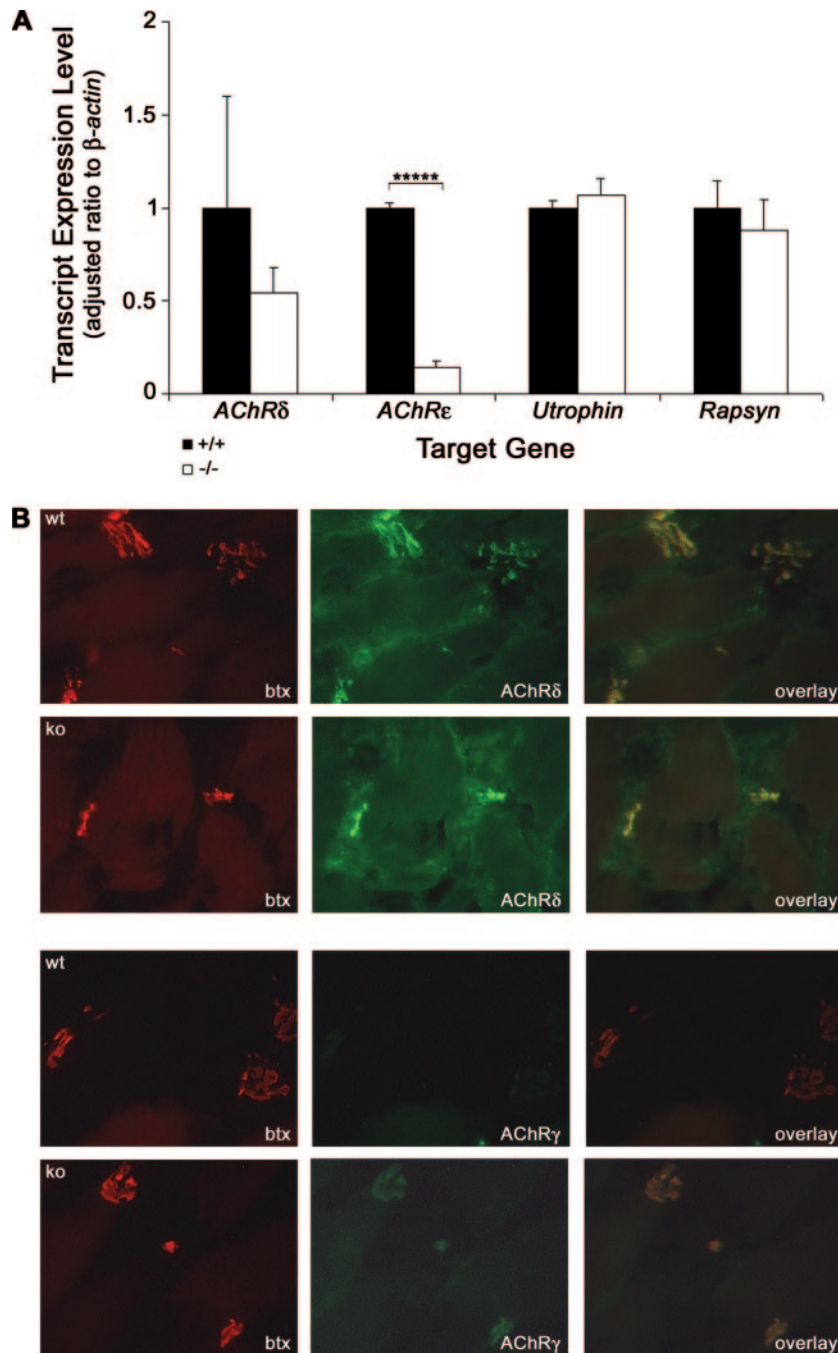 A
Transcript Expression Level
(adjusted ratio to β-actin)
2
1.5
1
0.5
0
*****
AChRδ AChRε Utrophin Rapsyn
Target Gene
+/+
-/-
B
wt
btx AChRδ overlay
ko
btx AChRδ overlay
wt
btx AChRγ overlay
ko
btx AChRγ overlay